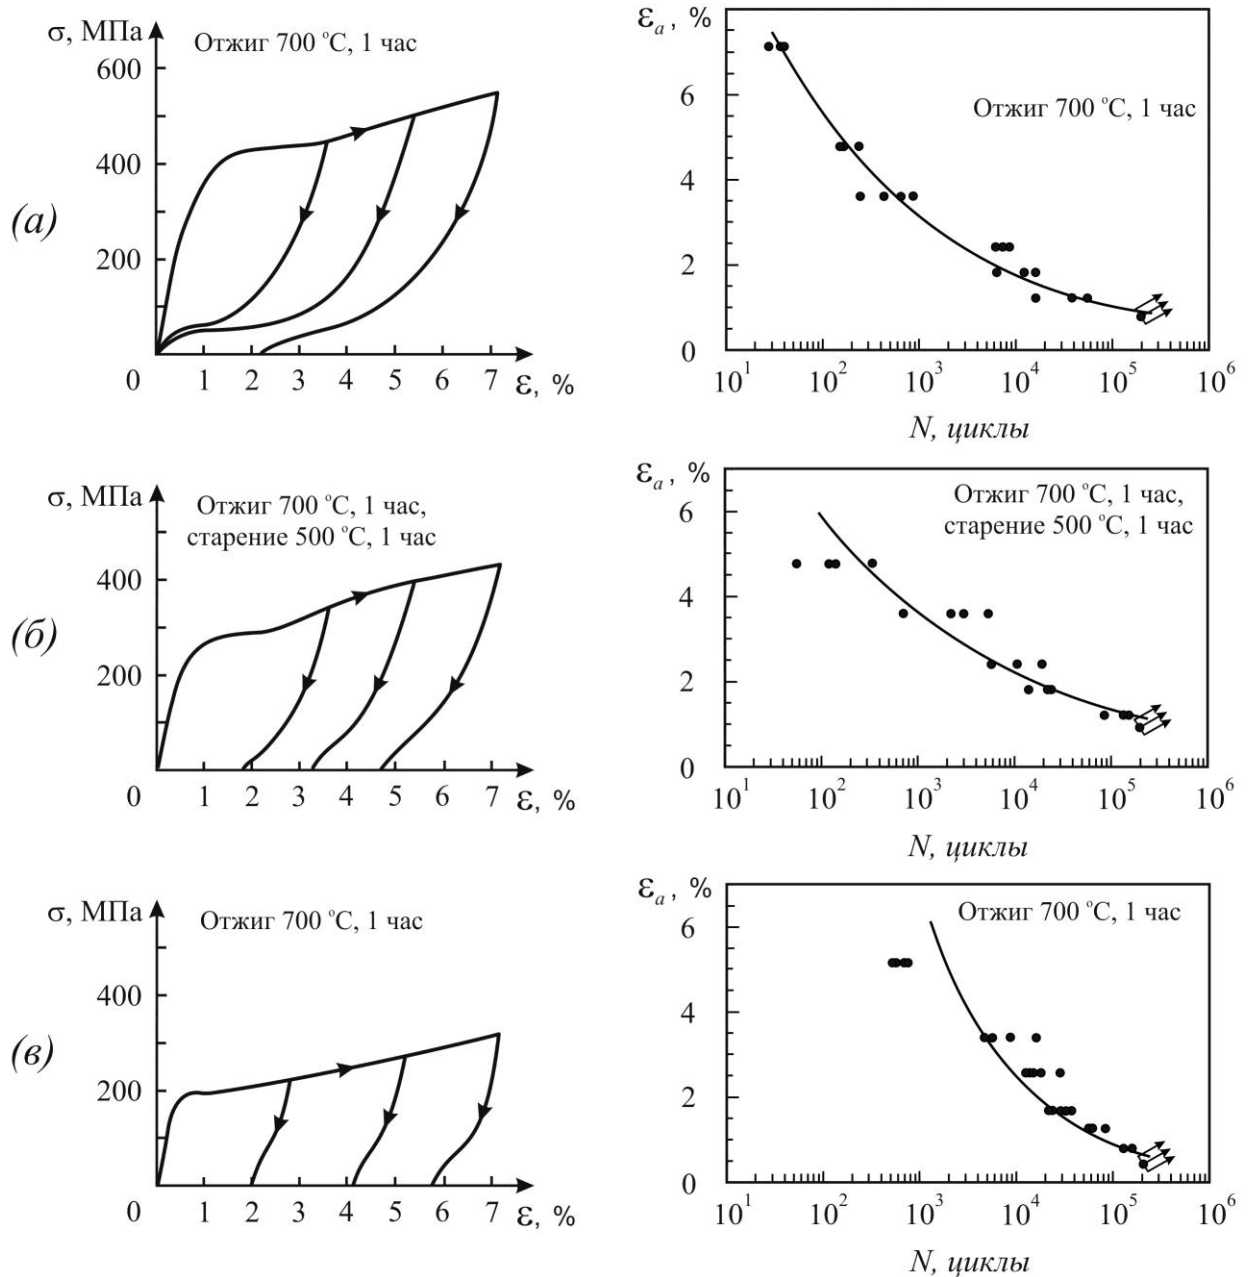 σ, МПа
Отжиг 700 °С, 1 час
600
400
200
0 1 2 3 4 5 6 7 ε, %
(а)
εa, %
Отжиг 700 °С, 1 час
6
4
2
0
10^1 10^2 10^3 10^4 10^5 10^6
N, циклы
σ, МПа
Отжиг 700 °С, 1 час,
старение 500 °С, 1 час
400
200
0 1 2 3 4 5 6 7 ε, %
(б)
εa, %
Отжиг 700 °С, 1 час,
старение 500 °С, 1 час
6
4
2
0
10^1 10^2 10^3 10^4 10^5 10^6
N, циклы
σ, МПа
Отжиг 700 °С, 1 час
400
200
0 1 2 3 4 5 6 7 ε, %
(в)
εa, %
Отжиг 700 °С, 1 час
6
4
2
0
10^1 10^2 10^3 10^4 10^5 10^6
N, циклы